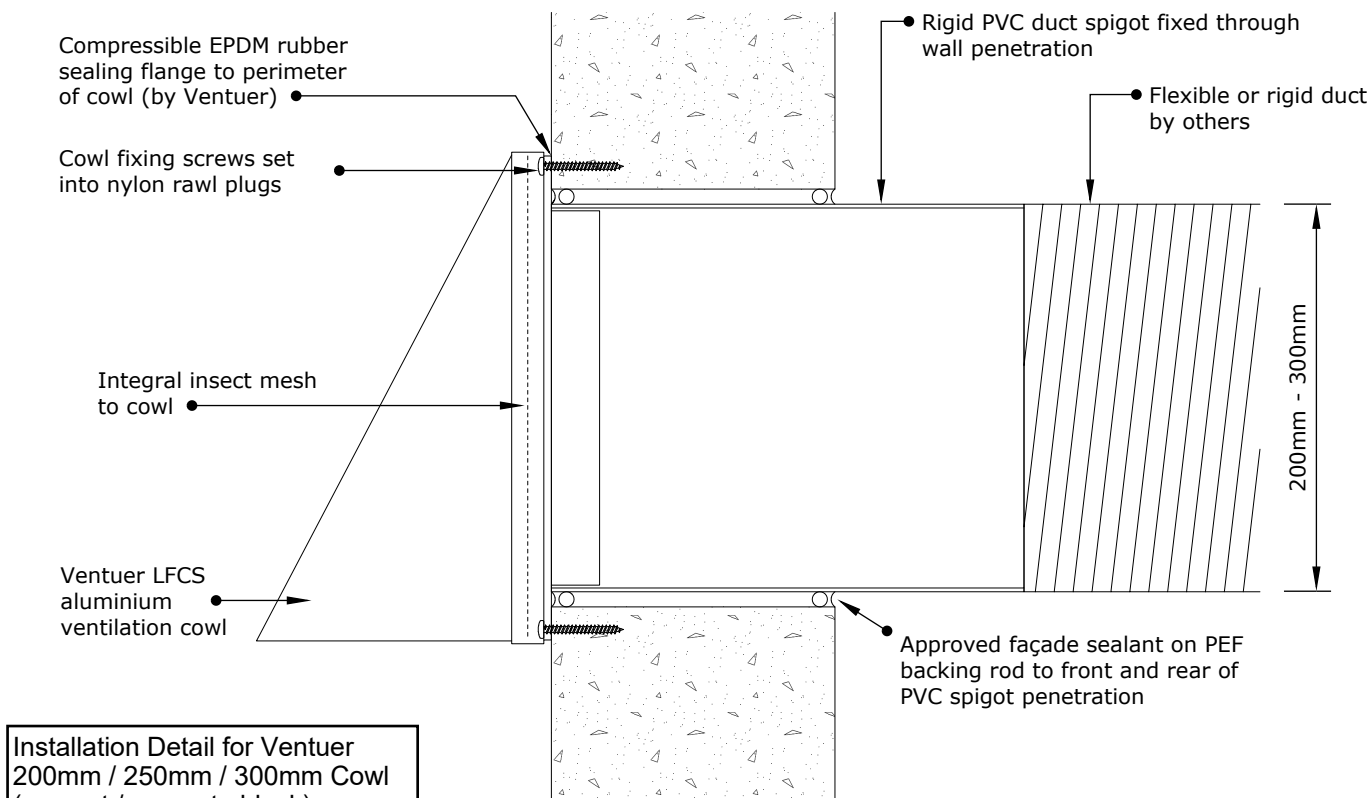 Compressible EPDM rubber
sealing flange to perimeter
of cowl (by Ventuer)
Cowl fixing screws set
into nylon rawl plugs
Integral insect mesh
to cowl
Ventuer LFCS
aluminium
ventilation cowl
Rigid PVC duct spigot fixed through
wall penetration
Flexible or rigid duct
by others
200mm - 300mm
Approved façade sealant on PEF
backing rod to front and rear of
PVC spigot penetration
Installation Detail for Ventuer
200mm / 250mm / 300mm Cowl